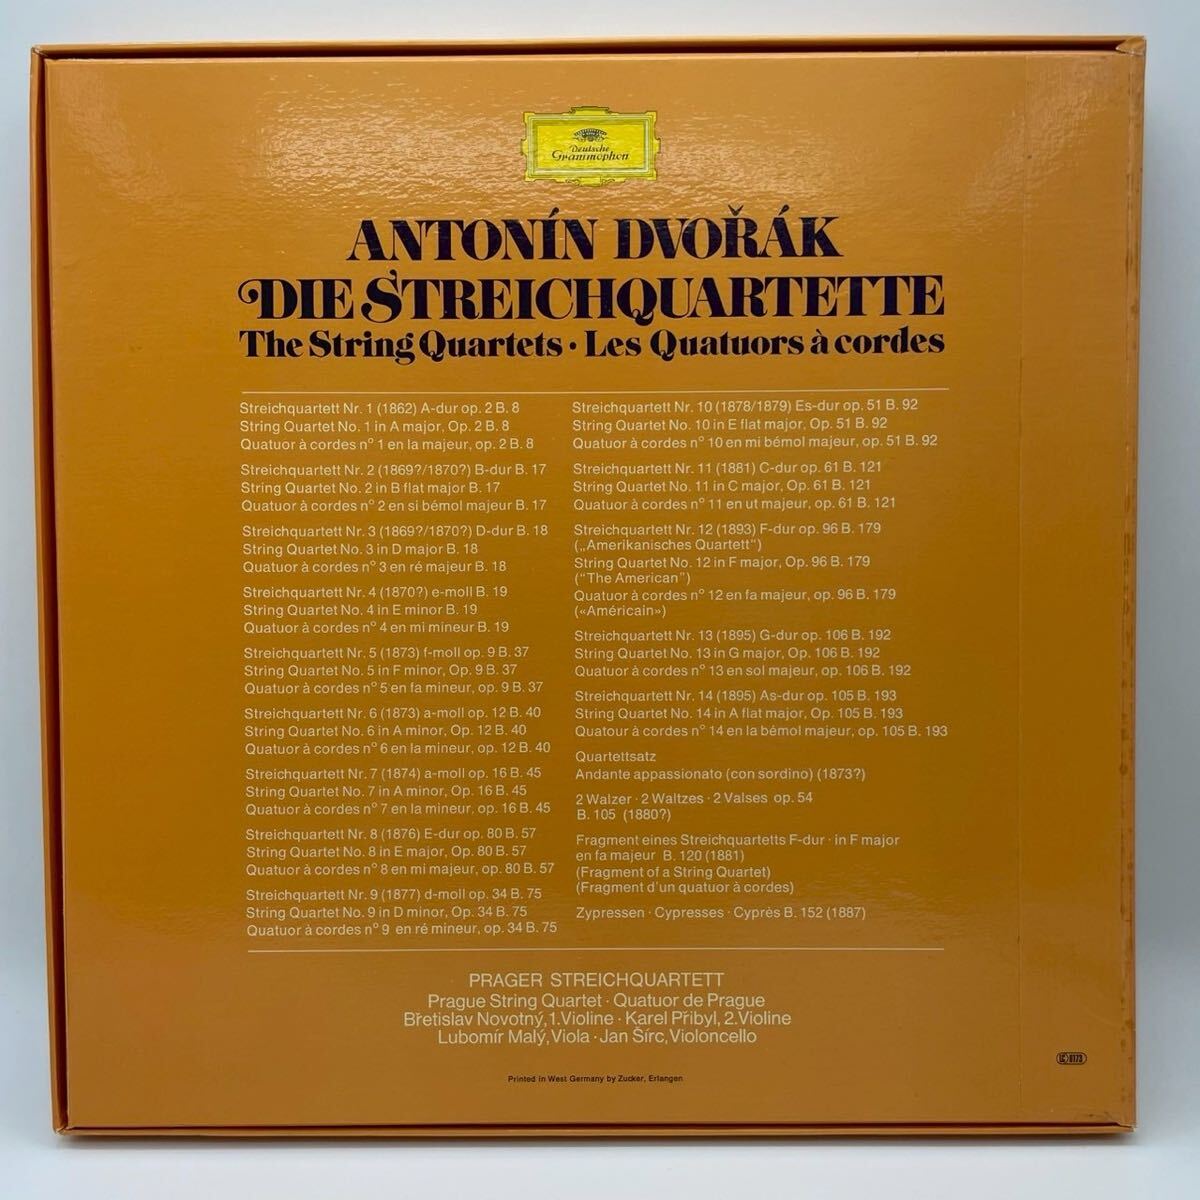 Deutsche
Grammophon
ANTONÍN DVOŘÁK
DIE STREICHQUARTETTE
The String Quartets · Les Quatuors à cordes
Streichquartett Nr. 1 (1862) A-dur op. 2 B. 8
String Quartet No. 1 in A major, Op. 2 B. 8
Quatuor à cordes n° 1 en la majeur, op. 2 B. 8
Streichquartett Nr. 2 (1869?/1870?) B-dur B. 17
String Quartet No. 2 in B flat major B. 17
Quatuor à cordes n° 2 en si bémol majeur B. 17
Streichquartett Nr. 3 (1869?/1870?) D-dur B. 18
String Quartet No. 3 in D major B. 18
Quatuor à cordes n° 3 en ré majeur B. 18
Streichquartett Nr. 4 (1870?) e-moll B. 19
String Quartet No. 4 in E minor B. 19
Quatuor à cordes n° 4 en mi mineur B. 19
Streichquartett Nr. 5 (1873) f-moll op. 9 B. 37
String Quartet No. 5 in F minor, Op. 9 B. 37
Quatuor à cordes n° 5 en fa mineur, op. 9 B. 37
Streichquartett Nr. 6 (1873) a-moll op. 12 B. 40
String Quartet No. 6 in A minor, Op. 12 B. 40
Quatuor à cordes n° 6 en la mineur, op. 12 B. 40
Streichquartett Nr. 7 (1874) a-moll op. 16 B. 45
String Quartet No. 7 in A minor, Op. 16 B. 45
Quatuor à cordes n° 7 en la mineur, op. 16 B. 45
Streichquartett Nr. 8 (1876) E-dur op. 80 B. 57
String Quartet No. 8 in E major, Op. 80 B. 57
Quatuor à cordes n° 8 en mi majeur, op. 80 B. 57
Streichquartett Nr. 9 (1877) d-moll op. 34 B. 75
String Quartet No. 9 in D minor, Op. 34 B. 75
Quatuor à cordes n° 9 en ré mineur, op. 34 B. 75
Streichquartett Nr. 10 (1878/1879) Es-dur op. 51 B. 92
String Quartet No. 10 in E flat major, Op. 51 B. 92
Quatuor à cordes n° 10 en mi bémol majeur, op. 51 B. 92
Streichquartett Nr. 11 (1881) C-dur op. 61 B. 121
String Quartet No. 11 in C major, Op. 61 B. 121
Quatuor à cordes n° 11 en ut majeur, op. 61 B. 121
Streichquartett Nr. 12 (1893) F-dur op. 96 B. 179
(„Amerikanisches Quartett“)
String Quartet No. 12 in F major, Op. 96 B. 179
(“The American”)
Quatuor à cordes n° 12 en fa majeur, op. 96 B. 179
(«Américain»)
Streichquartett Nr. 13 (1895) G-dur op. 106 B. 192
String Quartet No. 13 in G major, Op. 106 B. 192
Quatuor à cordes n° 13 en sol majeur, op. 106 B. 192
Streichquartett Nr. 14 (1895) As-dur op. 105 B. 193
String Quartet No. 14 in A flat major, Op. 105 B. 193
Quatour à cordes n° 14 en la bémol majeur, op. 105 B. 193
Quartettsatz
Andante appassionato (con sordino) (1873?)
2 Walzer · 2 Waltzes · 2 Valses op. 54
B. 105 (1880?)
Fragment eines Streichquartetts F-dur · in F major
en fa majeur B. 120 (1881)
(Fragment of a String Quartet)
(Fragment d'un quatuor à cordes)
Zypressen · Cypresses · Cyprès B. 152 (1887)
PRAGER STREICHQUARTETT
Prague String Quartet · Quatuor de Prague
Břetislav Novotný, 1. Violine · Karel Přibyl, 2. Violine
Lubomír Malý, Viola · Jan Šírc, Violoncello
Printed in West Germany by Zucker, Erlangen
LC 0173